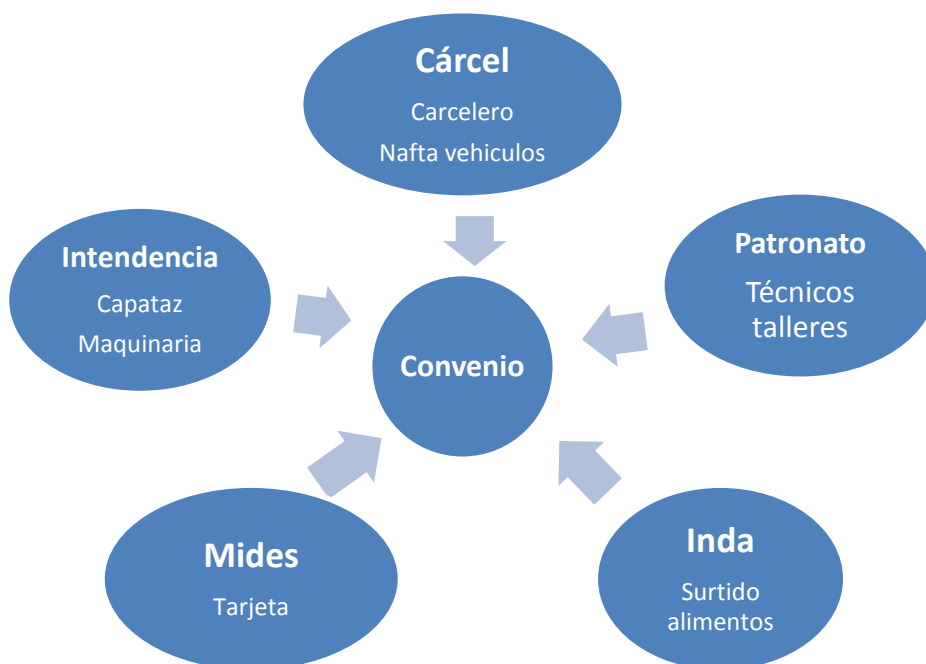 Cárcel
Carcelero
Nafta vehiculos
Intendencia
Capataz
Maquinaria
Patronato
Técnicos
talleres
Convenio
Mides
Tarjeta
Inda
Surtido
alimentos